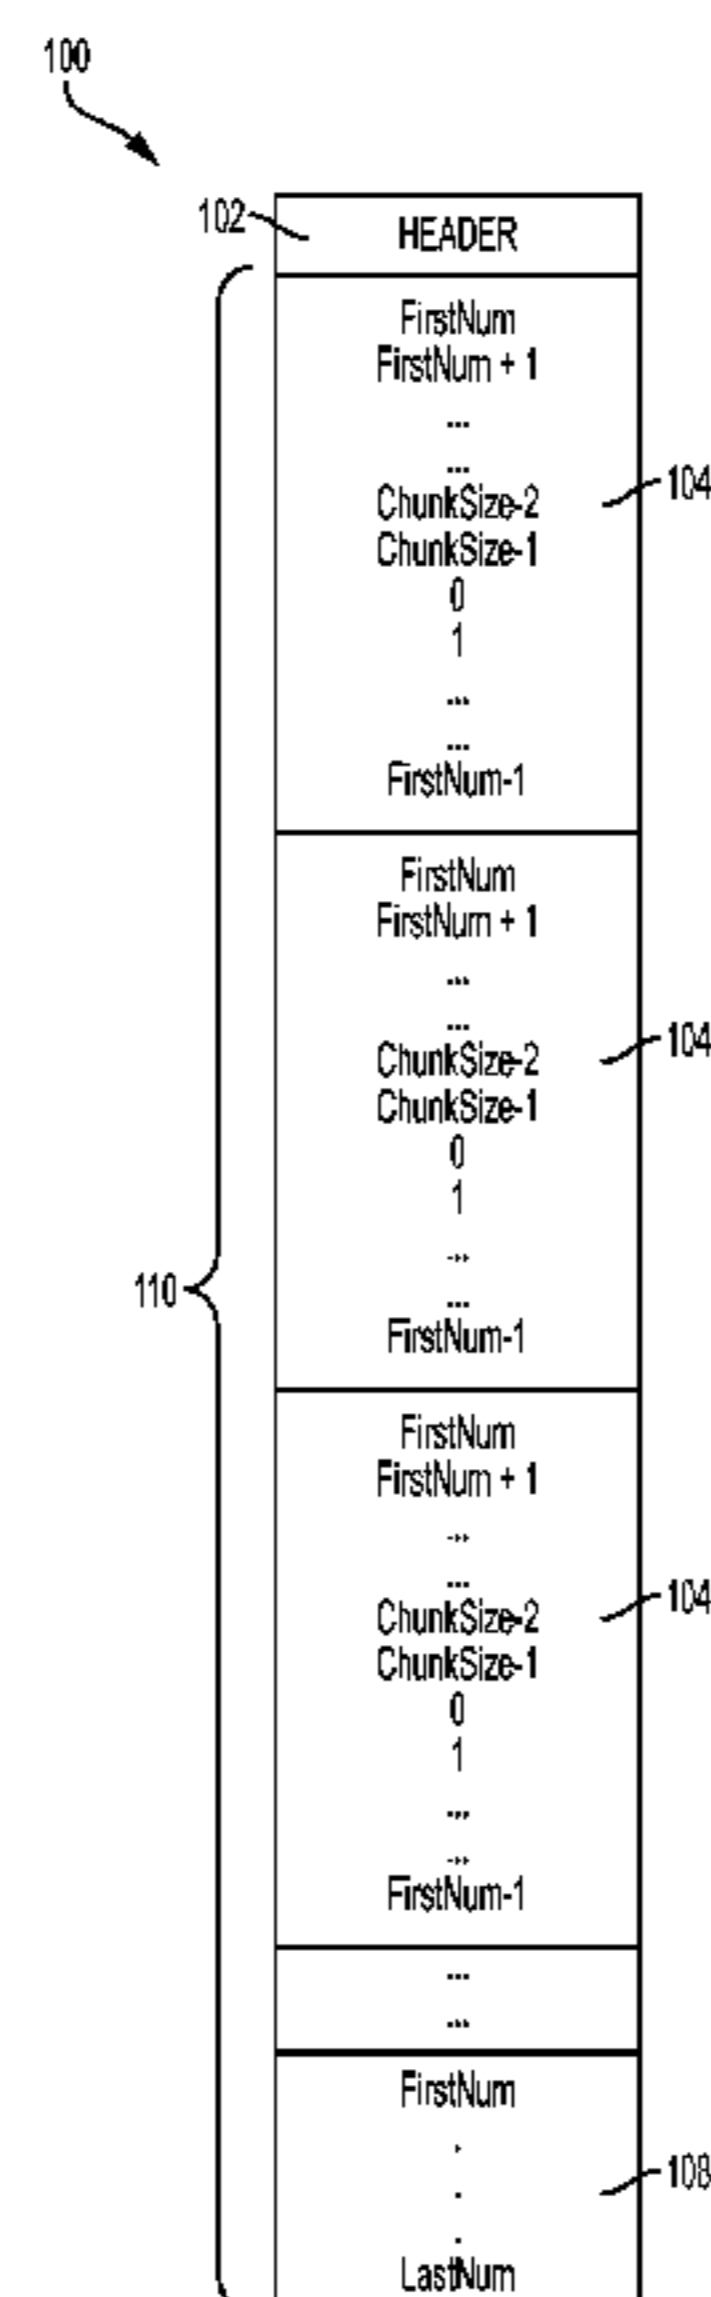 100
102
HEADER
FirstNum
FirstNum + 1
...
...
ChunkSize-2
104
ChunkSize-1
0
1
...
...
FirstNum-1
FirstNum
FirstNum + 1
...
...
ChunkSize-2
104
ChunkSize-1
0
1
...
...
110
FirstNum-1
FirstNum
FirstNum + 1
...
...
ChunkSize-2
104
ChunkSize-1
0
1
...
...
FirstNum-1
...
...
FirstNum
.
.
108
.
LastNum